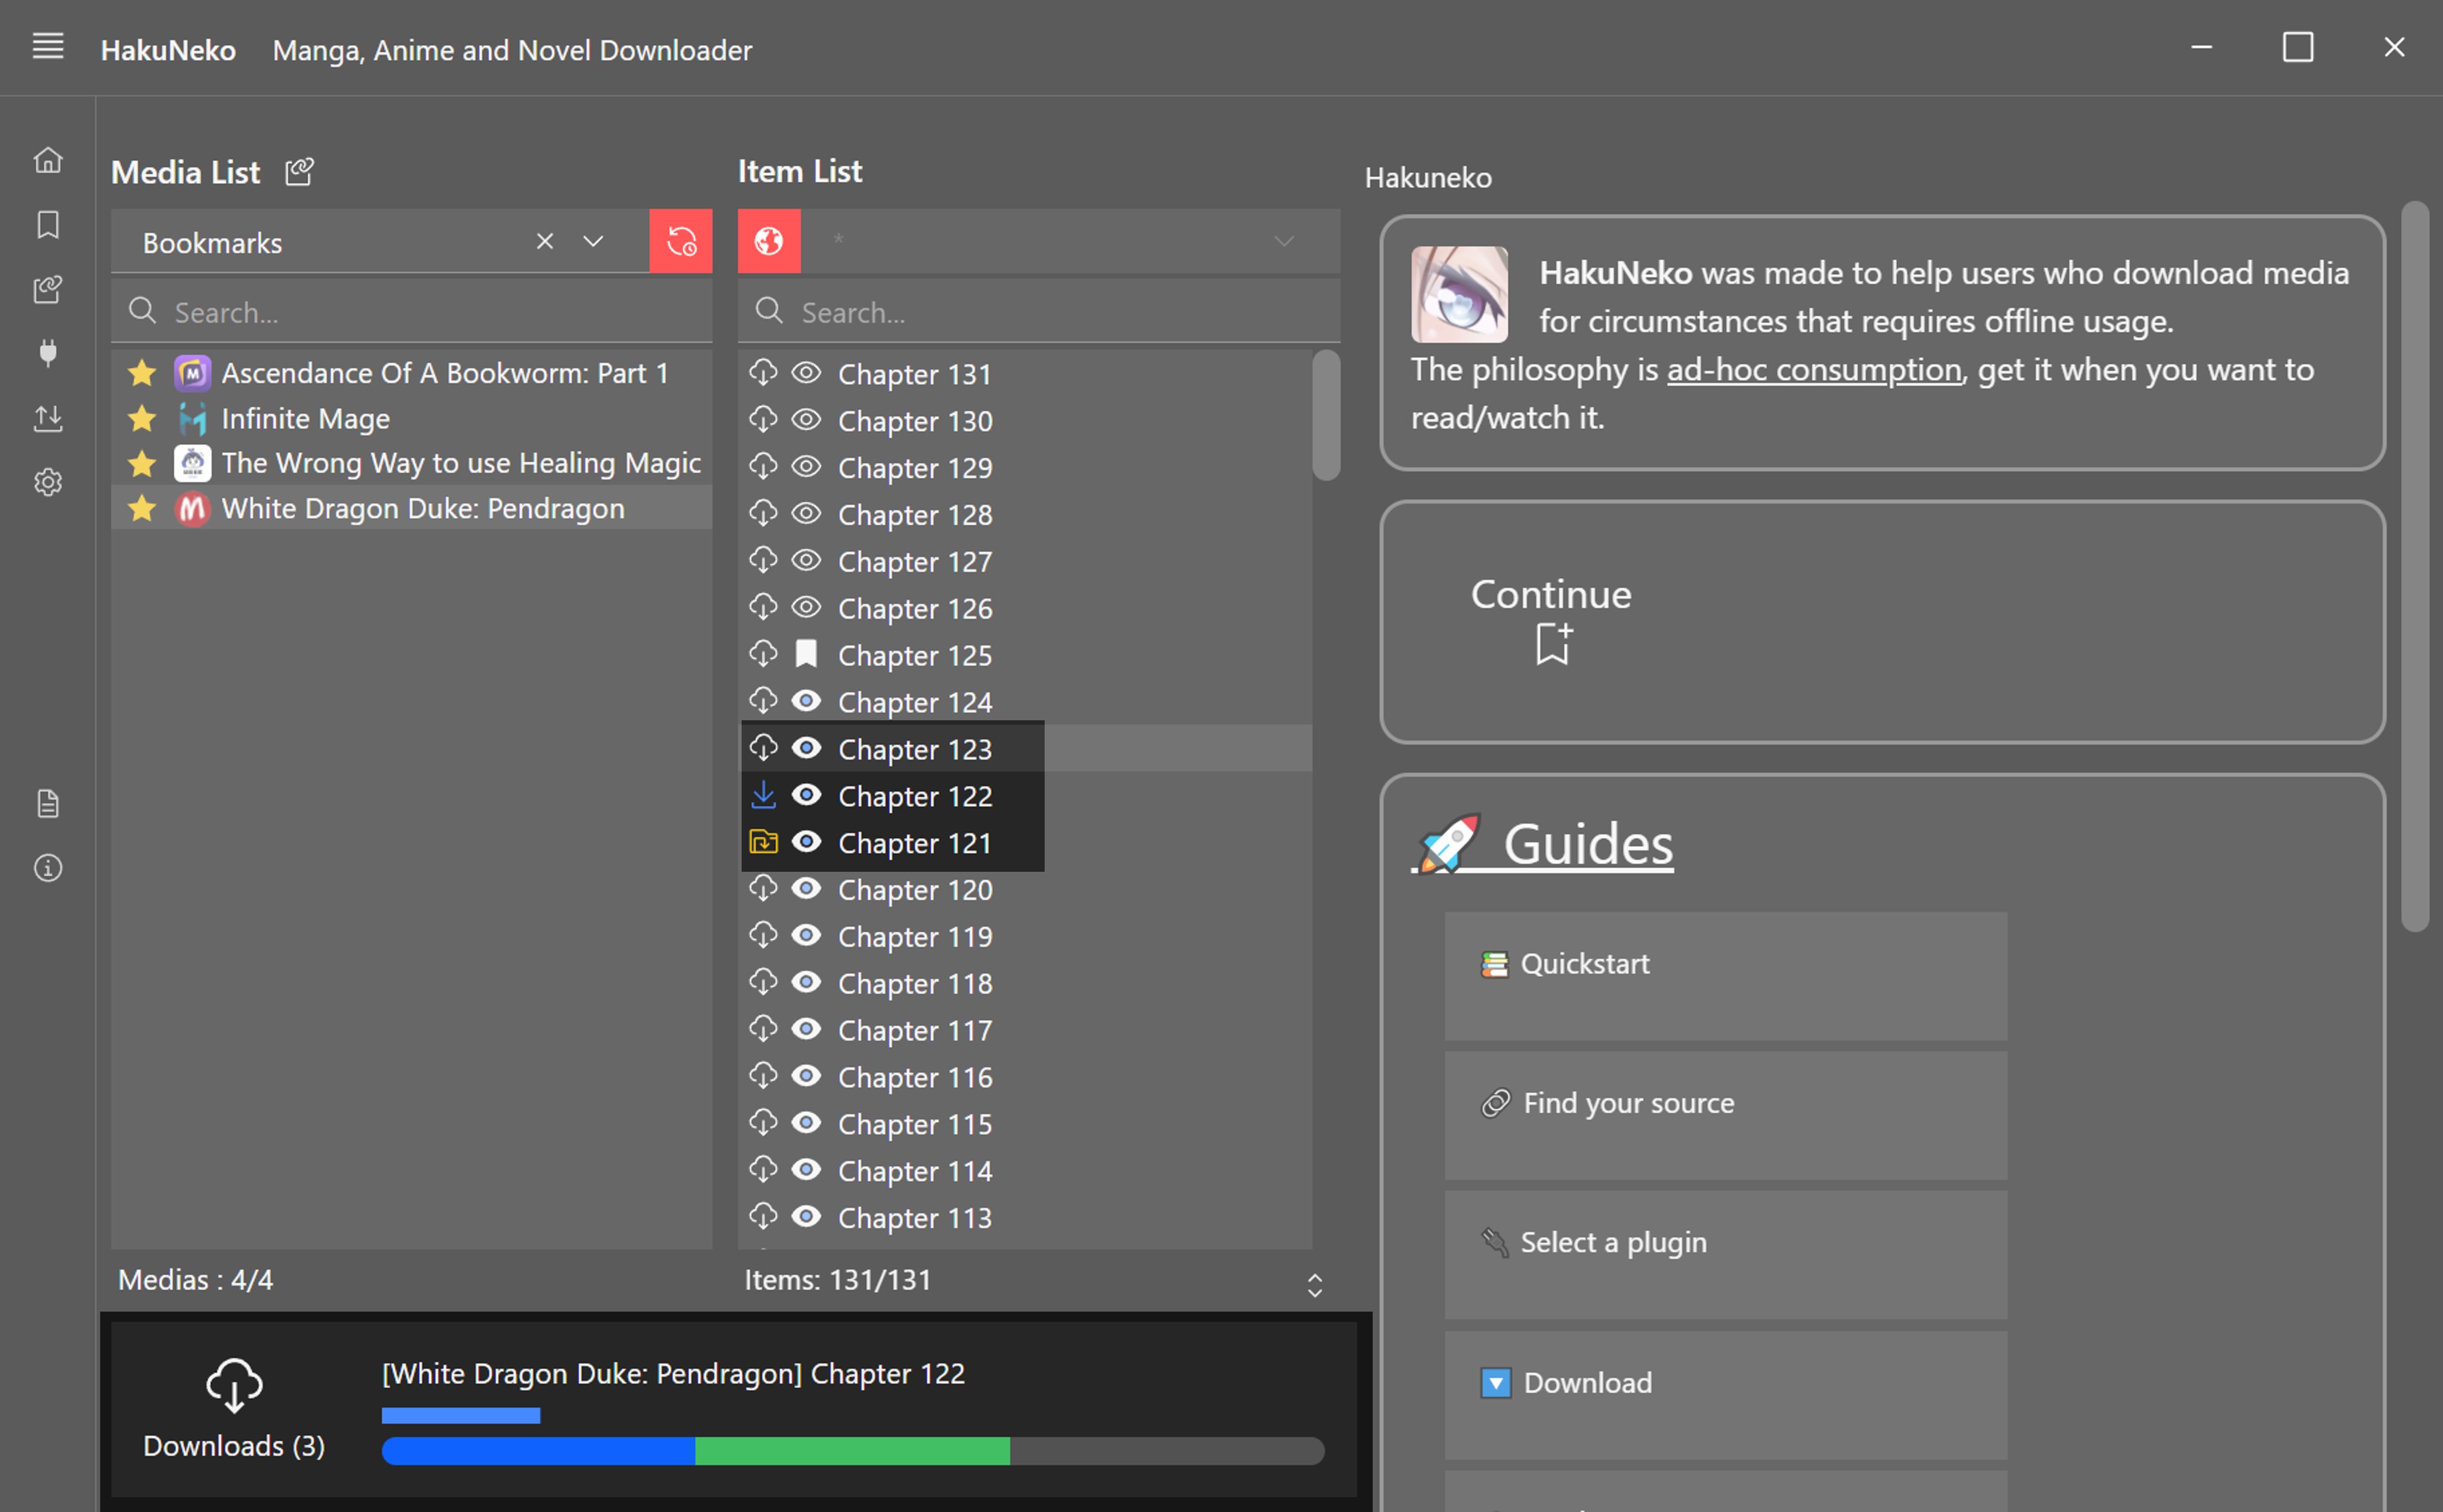 HakuNeko Manga, Anime and Novel Downloader
Media List
Bookmarks
Search...
Ascendance Of A Bookworm: Part 1
Infinite Mage
The Wrong Way to use Healing Magic
White Dragon Duke: Pendragon
Medias : 4/4
Item List
*
Search...
Chapter 131
Chapter 130
Chapter 129
Chapter 128
Chapter 127
Chapter 126
Chapter 125
Chapter 124
Chapter 123
Chapter 122
Chapter 121
Chapter 120
Chapter 119
Chapter 118
Chapter 117
Chapter 116
Chapter 115
Chapter 114
Chapter 113
Items: 131/131
Downloads (3)
[White Dragon Duke: Pendragon] Chapter 122
Hakuneko
HakuNeko was made to help users who download media
for circumstances that requires offline usage.
The philosophy is ad-hoc consumption, get it when you want to
read/watch it.
Continue
Guides
Quickstart
Find your source
Select a plugin
Download